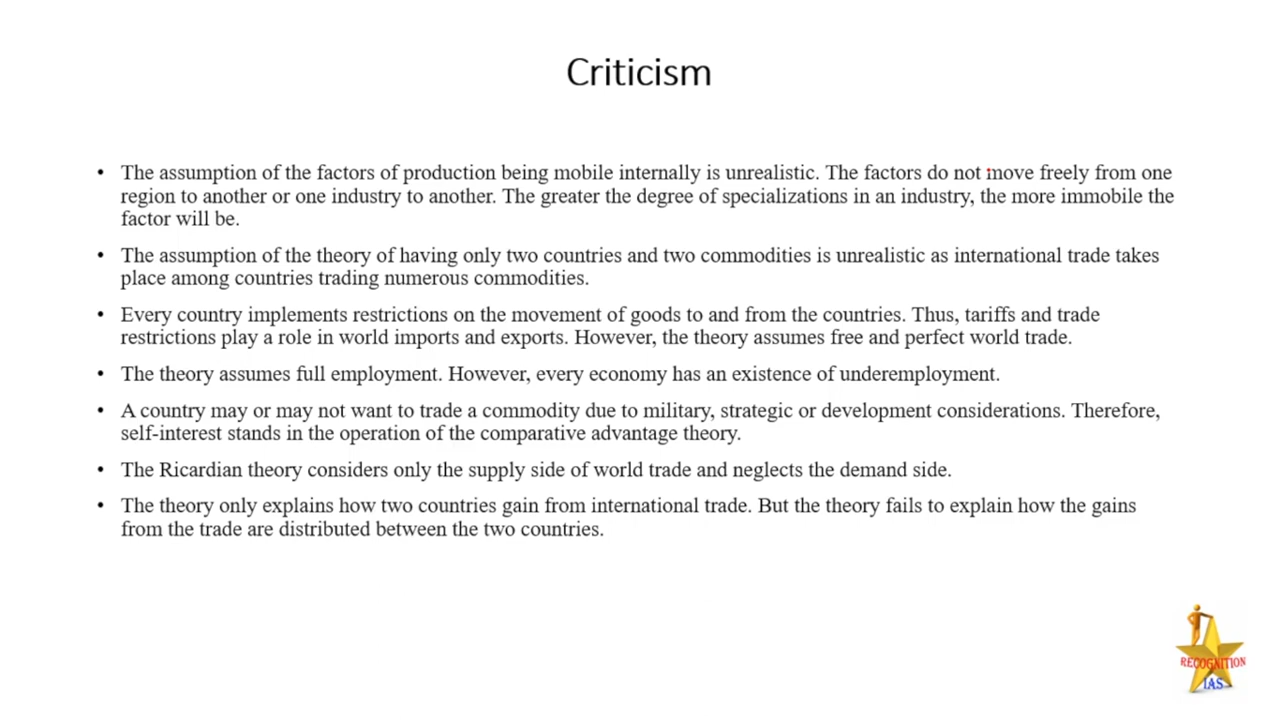 Criticism
• The assumption of the factors of production being mobile internally is unrealistic. The factors do not move freely from one
region to another or one industry to another. The greater the degree of specializations in an industry, the more immobile the
factor will be.
• The assumption of the theory of having only two countries and two commodities is unrealistic as international trade takes
place among countries trading numerous commodities.
• Every country implements restrictions on the movement of goods to and from the countries. Thus, tariffs and trade
restrictions play a role in world imports and exports. However, the theory assumes free and perfect world trade.
• The theory assumes full employment. However, every economy has an existence of underemployment.
• A country may or may not want to trade a commodity due to military, strategic or development considerations. Therefore,
self-interest stands in the operation of the comparative advantage theory.
• The Ricardian theory considers only the supply side of world trade and neglects the demand side.
• The theory only explains how two countries gain from international trade. But the theory fails to explain how the gains
from the trade are distributed between the two countries.
RECOGNITION
IAS